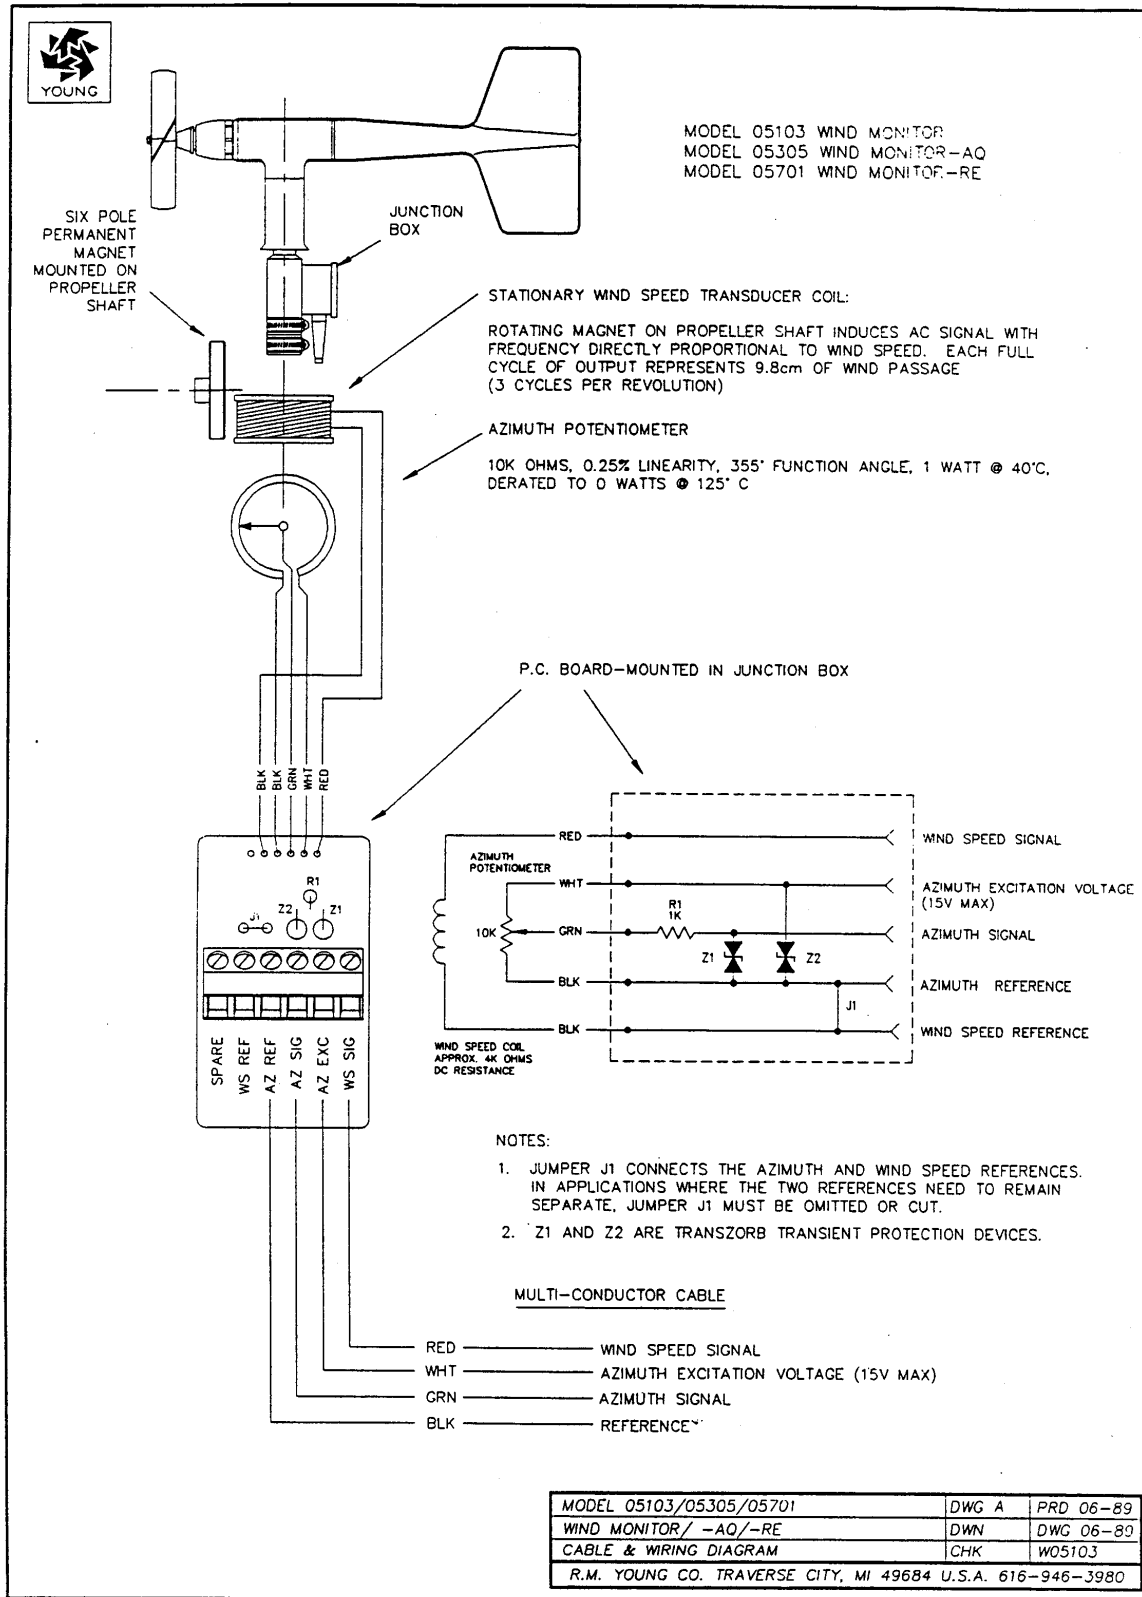 YOUNG
MODEL 05103 WIND MONITOR
MODEL 05305 WIND MONITOR-AQ
MODEL 05701 WIND MONITOR-RE
SIX POLE
PERMANENT
MAGNET
MOUNTED ON
PROPELLER
SHAFT
JUNCTION
BOX
STATIONARY WIND SPEED TRANSDUCER COIL:
ROTATING MAGNET ON PROPELLER SHAFT INDUCES AC SIGNAL WITH
FREQUENCY DIRECTLY PROPORTIONAL TO WIND SPEED. EACH FULL
CYCLE OF OUTPUT REPRESENTS 9.8cm OF WIND PASSAGE
(3 CYCLES PER REVOLUTION)
AZIMUTH POTENTIOMETER
10K OHMS, 0.25% LINEARITY, 355° FUNCTION ANGLE, 1 WATT @ 40°C,
DERATED TO 0 WATTS @ 125° C
P.C. BOARD-MOUNTED IN JUNCTION BOX
BLK
BLK
GRN
WHT
RED
R1
J1
Z2
Z1
SPARE
WS REF
AZ REF
AZ SIG
AZ EXC
WS SIG
RED
WIND SPEED SIGNAL
AZIMUTH
POTENTIOMETER
WHT
AZIMUTH EXCITATION VOLTAGE
(15V MAX)
R1
1K
10K
GRN
AZIMUTH SIGNAL
Z1
Z2
BLK
AZIMUTH REFERENCE
J1
BLK
WIND SPEED REFERENCE
WIND SPEED COIL
APPROX. 4K OHMS
DC RESISTANCE
NOTES:
1. JUMPER J1 CONNECTS THE AZIMUTH AND WIND SPEED REFERENCES.
IN APPLICATIONS WHERE THE TWO REFERENCES NEED TO REMAIN
SEPARATE, JUMPER J1 MUST BE OMITTED OR CUT.
2. Z1 AND Z2 ARE TRANSZORB TRANSIENT PROTECTION DEVICES.
MULTI-CONDUCTOR CABLE
RED WIND SPEED SIGNAL
WHT AZIMUTH EXCITATION VOLTAGE (15V MAX)
GRN AZIMUTH SIGNAL
BLK REFERENCE
MODEL 05103/05305/05701 DWG A PRD 06-89
WIND MONITOR/ -AQ/-RE DWN DWG 06-89
CABLE & WIRING DIAGRAM CHK W05103
R.M. YOUNG CO. TRAVERSE CITY, MI 49684 U.S.A. 616-946-3980